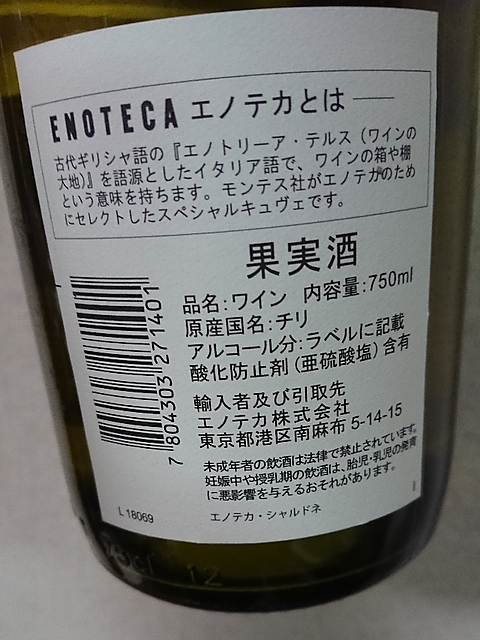 ENOTECA エノテカとは──
古代ギリシャ語の『エノトリーア・テルス（ワインの
大地）』を語源としたイタリア語で、ワインの箱や棚
という意味を持ちます。モンテス社がエノテカのため
にセレクトしたスペシャルキュヴェです。
果実酒
品名：ワイン 内容量：750ml
原産国名：チリ
アルコール分：ラベルに記載
酸化防止剤（亜硫酸塩）含有
輸入者及び引取先
エノテカ株式会社
東京都港区南麻布 5-14-15
7 804303 271401
未成年者の飲酒は法律で禁止されています。
妊娠中や授乳期の飲酒は、胎児・乳児の発育
に悪影響を与えるおそれがあります。
L 18069
エノテカ・シャルドネ
12